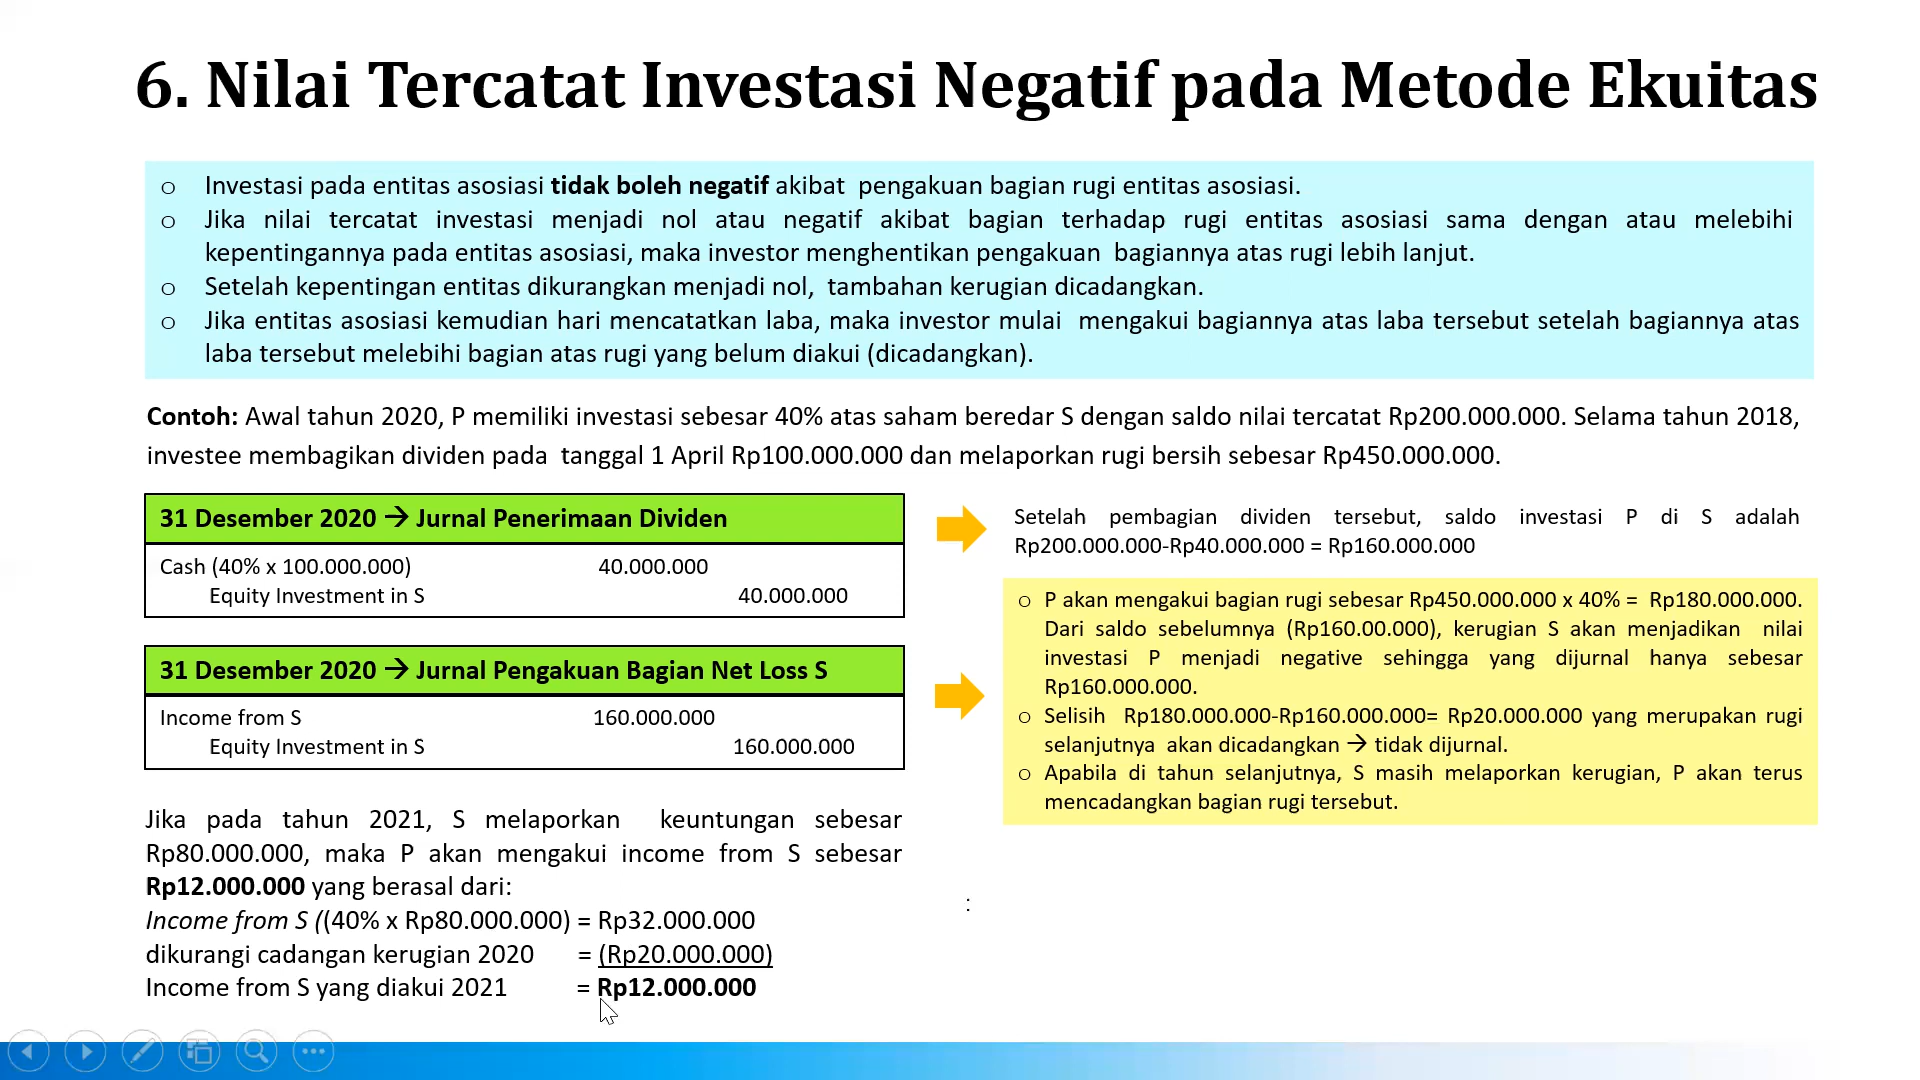 6. Nilai Tercatat Investasi Negatif pada Metode Ekuitas
o Investasi pada entitas asosiasi tidak boleh negatif akibat pengakuan bagian rugi entitas asosiasi.
o Jika nilai tercatat investasi menjadi nol atau negatif akibat bagian terhadap rugi entitas asosiasi sama dengan atau melebihi
kepentingannya pada entitas asosiasi, maka investor menghentikan pengakuan bagiannya atas rugi lebih lanjut.
o Setelah kepentingan entitas dikurangkan menjadi nol, tambahan kerugian dicadangkan.
o Jika entitas asosiasi kemudian hari mencatatkan laba, maka investor mulai mengakui bagiannya atas laba tersebut setelah bagiannya atas
laba tersebut melebihi bagian atas rugi yang belum diakui (dicadangkan).
Contoh: Awal tahun 2020, P memiliki investasi sebesar 40% atas saham beredar S dengan saldo nilai tercatat Rp200.000.000. Selama tahun 2018,
investee membagikan dividen pada tanggal 1 April Rp100.000.000 dan melaporkan rugi bersih sebesar Rp450.000.000.
31 Desember 2020 → Jurnal Penerimaan Dividen
Cash (40% x 100.000.000) 40.000.000
Equity Investment in S 40.000.000
Setelah pembagian dividen tersebut, saldo investasi P di S adalah
Rp200.000.000-Rp40.000.000 = Rp160.000.000
31 Desember 2020 → Jurnal Pengakuan Bagian Net Loss S
Income from S 160.000.000
Equity Investment in S 160.000.000
o P akan mengakui bagian rugi sebesar Rp450.000.000 x 40% = Rp180.000.000.
Dari saldo sebelumnya (Rp160.00.000), kerugian S akan menjadikan nilai
investasi P menjadi negative sehingga yang dijurnal hanya sebesar
Rp160.000.000.
o Selisih Rp180.000.000-Rp160.000.000= Rp20.000.000 yang merupakan rugi
selanjutnya akan dicadangkan → tidak dijurnal.
o Apabila di tahun selanjutnya, S masih melaporkan kerugian, P akan terus
mencadangkan bagian rugi tersebut.
Jika pada tahun 2021, S melaporkan keuntungan sebesar
Rp80.000.000, maka P akan mengakui income from S sebesar
Rp12.000.000 yang berasal dari:
Income from S ((40% x Rp80.000.000) = Rp32.000.000
dikurangi cadangan kerugian 2020 = (Rp20.000.000)
Income from S yang diakui 2021 = Rp12.000.000
: